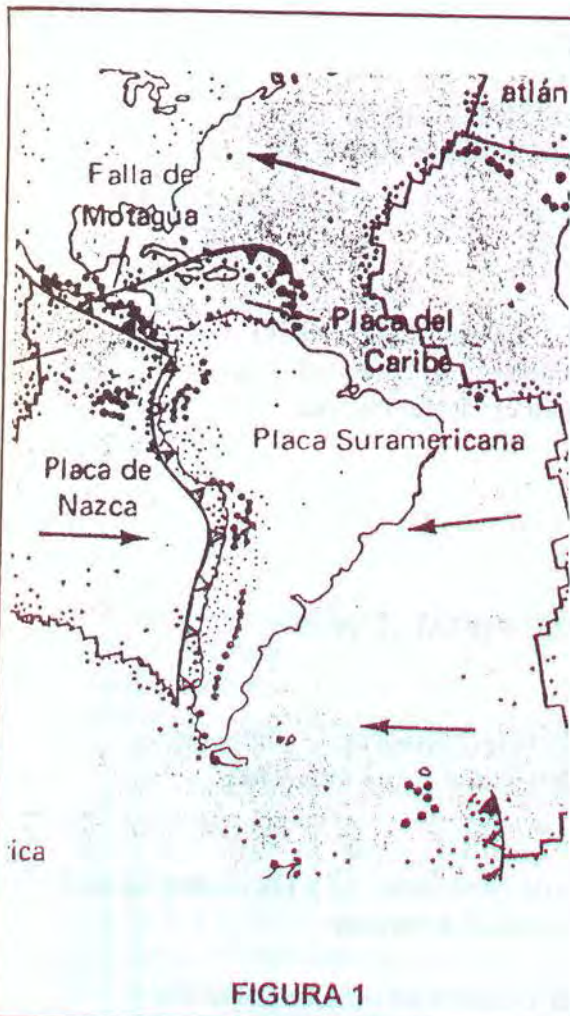 atlán
Falla de
Motagua
Placa del
Caribe
Placa Suramericana
Placa de
Nazca
ica
FIGURA 1